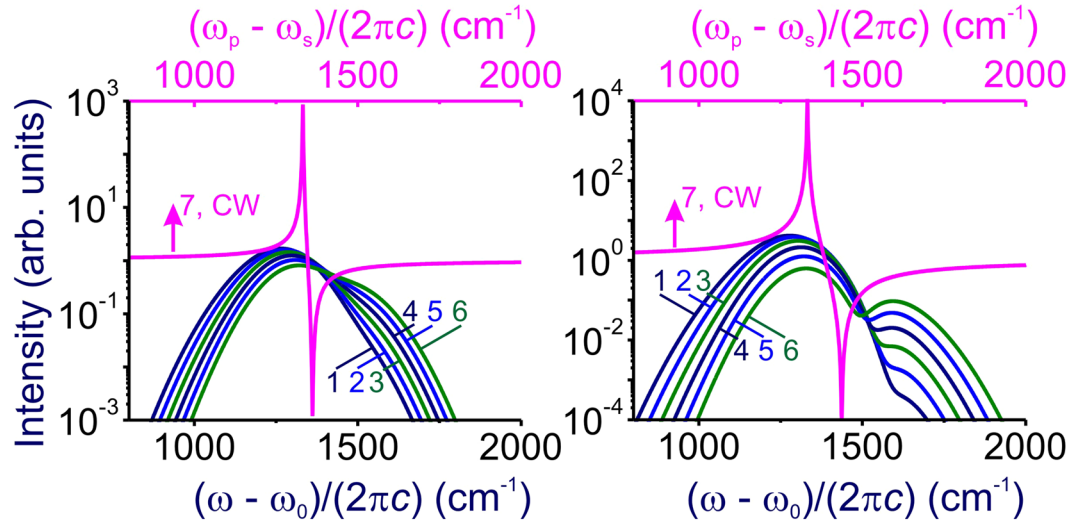 (ωp - ωs)/(2πc) (cm-1)
1000 1500 2000
Intensity (arb. units)
10^3
10^1
10^-1
10^-3
7, CW
4 5 6
1 2 3
1000 1500 2000
(ω - ω0)/(2πc) (cm-1)
(ωp - ωs)/(2πc) (cm-1)
1000 1500 2000
10^4
10^2
10^0
10^-2
10^-4
7, CW
1 2 3
4 5 6
1000 1500 2000
(ω - ω0)/(2πc) (cm-1)